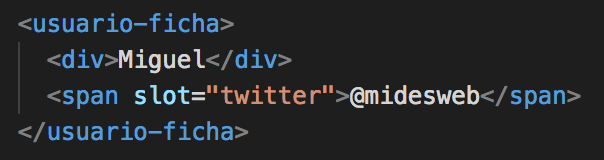 <usuario-ficha>
<div>Miguel</div>
<span slot="twitter">@midesweb</span>
</usuario-ficha>